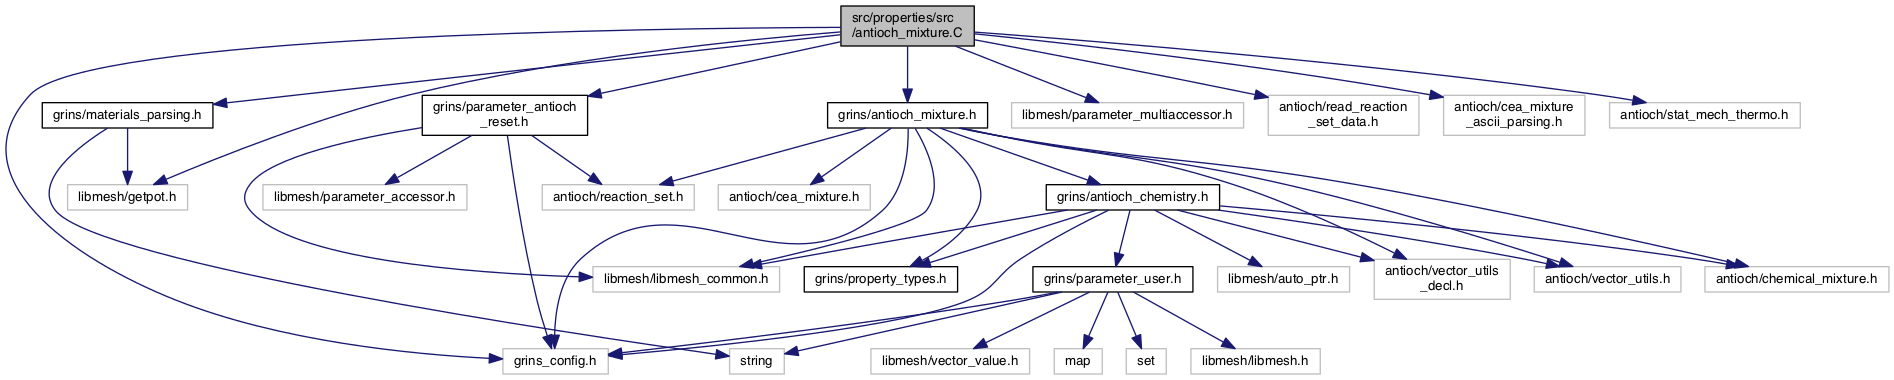 src/properties/src
/antioch_mixture.C
grins/materials_parsing.h
grins/parameter_antioch
_reset.h
grins/antioch_mixture.h
libmesh/parameter_multiaccessor.h
antioch/read_reaction
_set_data.h
antioch/cea_mixture
_ascii_parsing.h
antioch/stat_mech_thermo.h
libmesh/getpot.h
libmesh/parameter_accessor.h
antioch/reaction_set.h
antioch/cea_mixture.h
grins/antioch_chemistry.h
libmesh/libmesh_common.h
grins/property_types.h
grins/parameter_user.h
libmesh/auto_ptr.h
antioch/vector_utils
_decl.h
antioch/vector_utils.h
antioch/chemical_mixture.h
grins_config.h
string
libmesh/vector_value.h
map
set
libmesh/libmesh.h